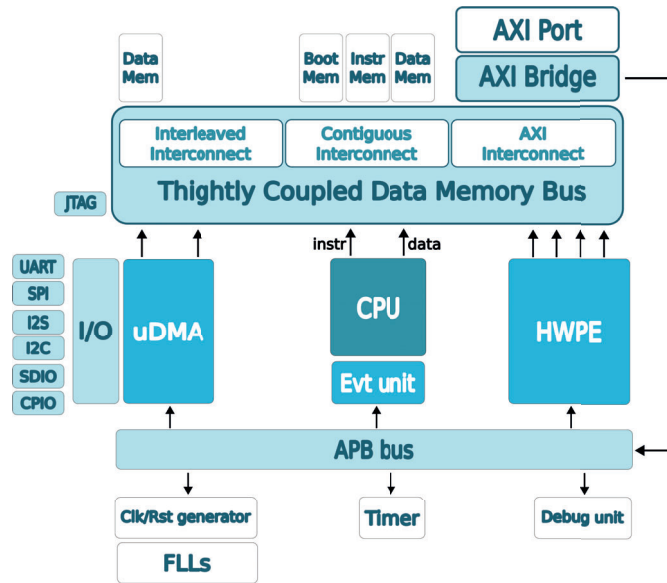 Data
Mem
Boot
Mem
Instr
Mem
Data
Mem
AXI Port
AXI Bridge
Interleaved
Interconnect
Contiguous
Interconnect
AXI
Interconnect
Thightly Coupled Data Memory Bus
JTAG
instr
data
UART
SPI
I2S
I2C
SDIO
CPIO
I/O
uDMA
CPU
Evt unit
HWPE
APB bus
Clk/Rst generator
FLLs
Timer
Debug unit